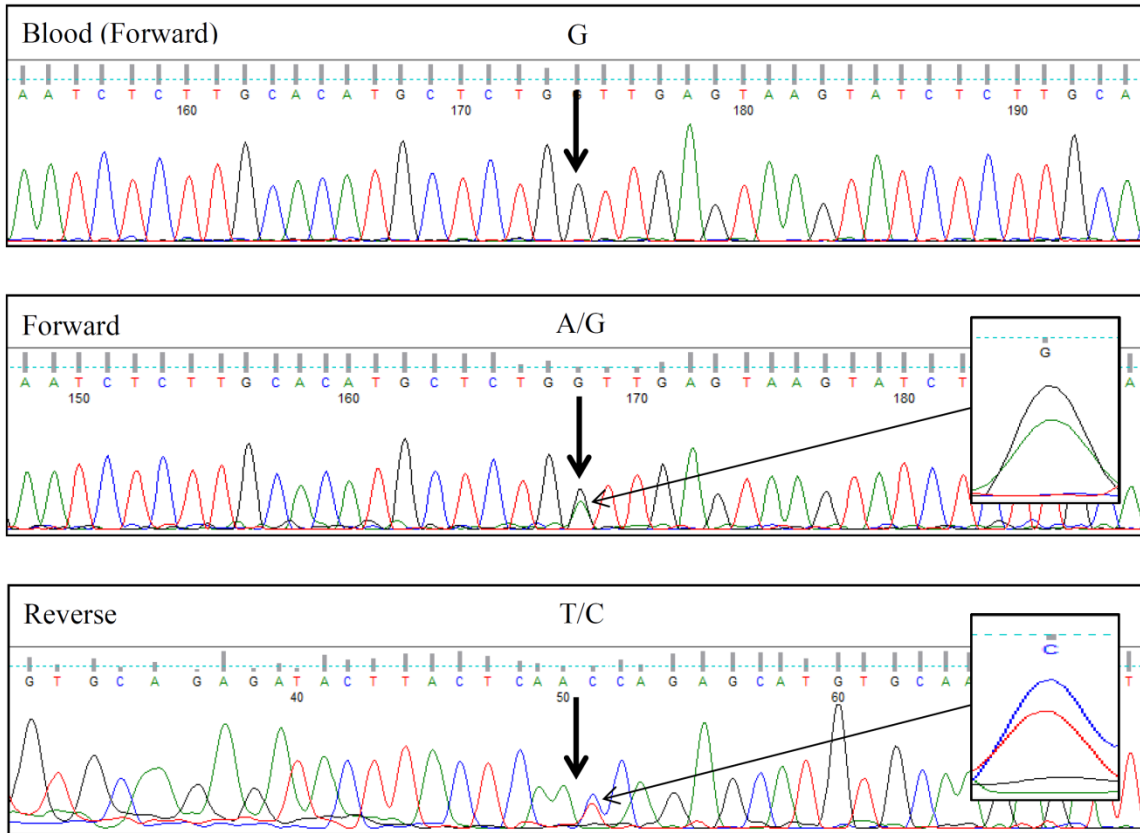 Blood (Forward) G
A A T C T C T T G C A C A T G C T C T G G T T G A G T A A G T A T C T C T T G C A
160 170 180 190
Forward A/G
G
A A T C T C T T G C A C A T G C T C T G G T T G A G T A A G T A T C T A
150 160 170 180
Reverse T/C
C
G T G C A G A G A T A C T T A C T C A A C C A G A G C A T G T G C A A T
40 50 60